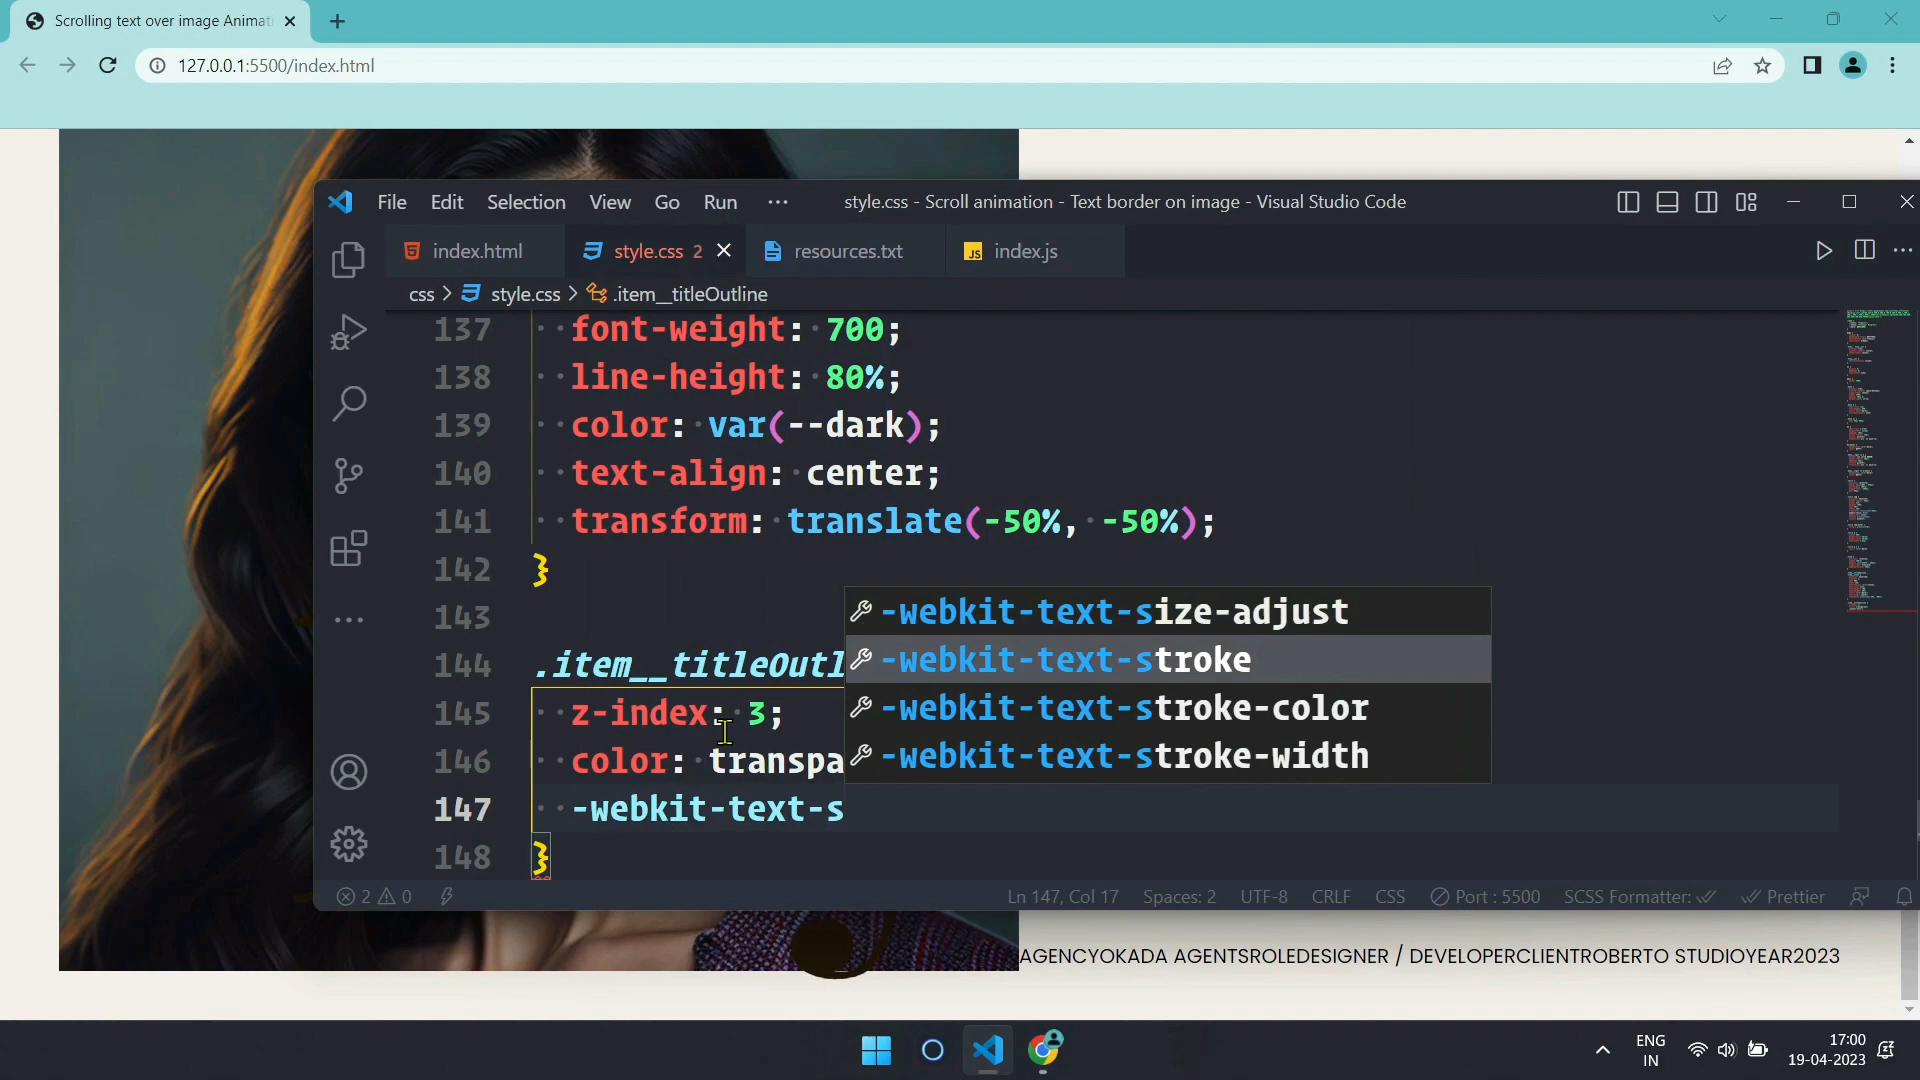 Scrolling text over image Animat
127.0.0.1:5500/index.html
File Edit Selection View Go Run ··· style.css - Scroll animation - Text border on image - Visual Studio Code
index.html style.css 2 resources.txt JS index.js
css > style.css > .item__titleOutline
137 font-weight: 700;
138 line-height: 80%;
139 color: var(--dark);
140 text-align: center;
141 transform: translate(-50%, -50%);
142 }
143
144 .item__titleOutl
145 z-index: 3;
146 color: transpa
147 -webkit-text-s
148 }
-webkit-text-size-adjust
-webkit-text-stroke
-webkit-text-stroke-color
-webkit-text-stroke-width
2 0 Ln 147, Col 17 Spaces: 2 UTF-8 CRLF CSS Port : 5500 SCSS Formatter: Prettier
AGENCYOKADA AGENTSROLEDESIGNER / DEVELOPERCLIENTROBERTO STUDIOYEAR2023
ENG
IN
17:00
19-04-2023